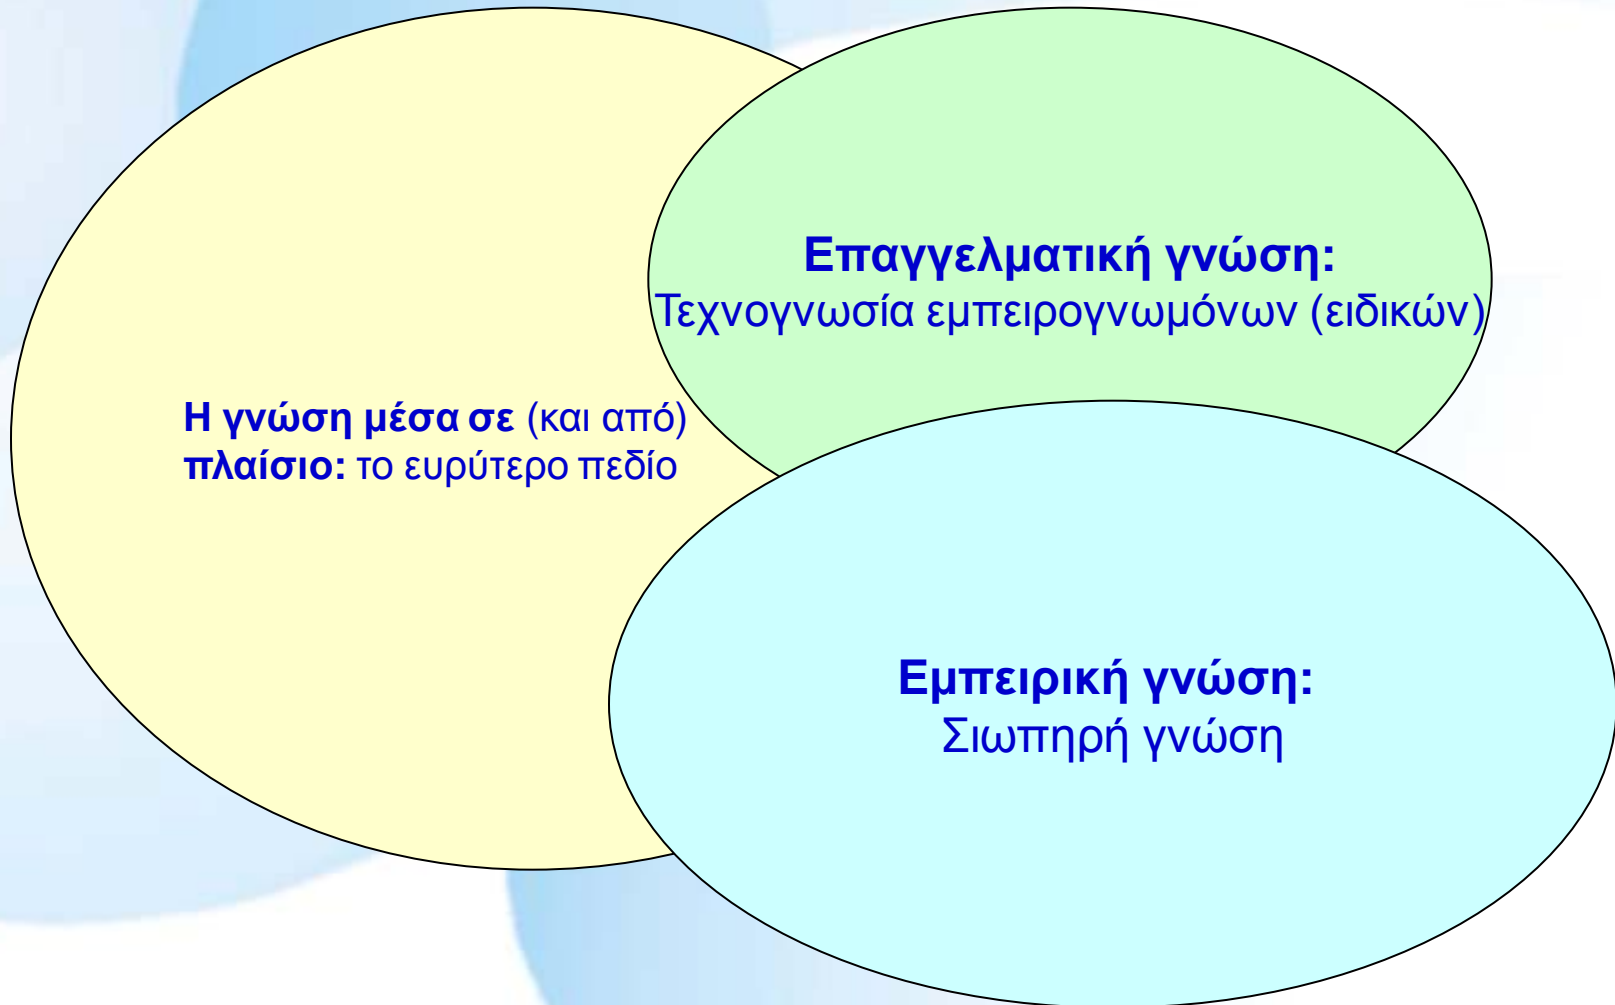 Επαγγελματική γνώση:
Τεχνογνωσία εμπειρογνωμόνων (ειδικών)
Η γνώση μέσα σε (και από)
πλαίσιο: το ευρύτερο πεδίο
Εμπειρική γνώση:
Σιωπηρή γνώση